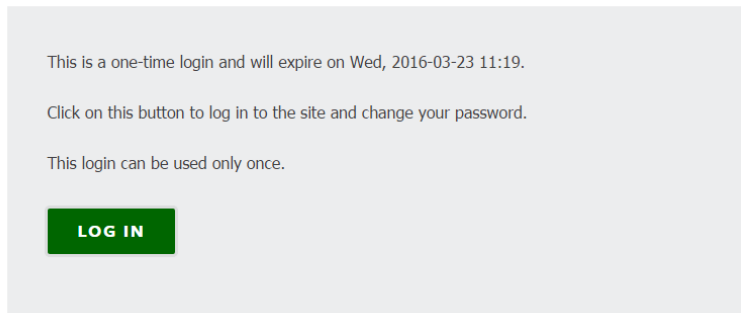 This is a one-time login and will expire on Wed, 2016-03-23 11:19.
Click on this button to log in to the site and change your password.
This login can be used only once.
LOG IN